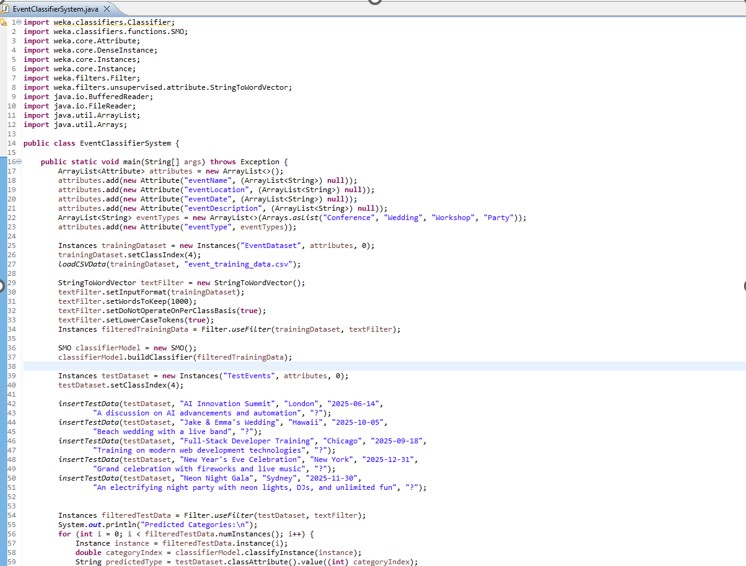 EventClassifierSystem.java
1 import weka.classifiers.Classifier;
2 import weka.classifiers.functions.SMO;
3 import weka.core.Attribute;
4 import weka.core.DenseInstance;
5 import weka.core.Instances;
6 import weka.core.Instance;
7 import weka.filters.Filter;
8 import weka.filters.unsupervised.attribute.StringToWordVector;
9 import java.io.BufferedReader;
10 import java.io.FileReader;
11 import java.util.ArrayList;
12 import java.util.Arrays;
13
14 public class EventClassifierSystem {
15
16 public static void main(String[] args) throws Exception {
17 ArrayList<Attribute> attributes = new ArrayList<>();
18 attributes.add(new Attribute("eventName", (ArrayList<String>) null));
19 attributes.add(new Attribute("eventLocation", (ArrayList<String>) null));
20 attributes.add(new Attribute("eventDate", (ArrayList<String>) null));
21 attributes.add(new Attribute("eventDescription", (ArrayList<String>) null));
22 ArrayList<String> eventTypes = new ArrayList<>(Arrays.asList("Conference", "Wedding", "Workshop", "Party"));
23 attributes.add(new Attribute("eventType", eventTypes));
24
25 Instances trainingDataset = new Instances("EventDataset", attributes, 0);
26 trainingDataset.setClassIndex(4);
27 loadCSVData(trainingDataset, "event_training_data.csv");
28
29 StringToWordVector textFilter = new StringToWordVector();
30 textFilter.setInputFormat(trainingDataset);
31 textFilter.setWordsToKeep(1000);
32 textFilter.setDoNotOperateOnPerClassBasis(true);
33 textFilter.setLowerCaseTokens(true);
34 Instances filteredTrainingData = Filter.useFilter(trainingDataset, textFilter);
35
36 SMO classifierModel = new SMO();
37 classifierModel.buildClassifier(filteredTrainingData);
38
39 Instances testDataset = new Instances("TestEvents", attributes, 0);
40 testDataset.setClassIndex(4);
41
42 insertTestData(testDataset, "AI Innovation Summit", "London", "2025-06-14",
43 "A discussion on AI advancements and automation", "?");
44 insertTestData(testDataset, "Jake & Emma's Wedding", "Hawaii", "2025-10-05",
45 "Beach wedding with a live band", "?");
46 insertTestData(testDataset, "Full-Stack Developer Training", "Chicago", "2025-09-18",
47 "Training on modern web development technologies", "?");
48 insertTestData(testDataset, "New Year's Eve Celebration", "New York", "2025-12-31",
49 "Grand celebration with fireworks and live music", "?");
50 insertTestData(testDataset, "Neon Night Gala", "Sydney", "2025-11-30",
51 "An electrifying night party with neon lights, DJs, and unlimited fun", "?");
52
53
54 Instances filteredTestData = Filter.useFilter(testDataset, textFilter);
55 System.out.println("Predicted Categories:\n");
56 for (int i = 0; i < filteredTestData.numInstances(); i++) {
57 Instance instance = filteredTestData.instance(i);
58 double categoryIndex = classifierModel.classifyInstance(instance);
59 String predictedType = testDataset.classAttribute().value((int) categoryIndex);